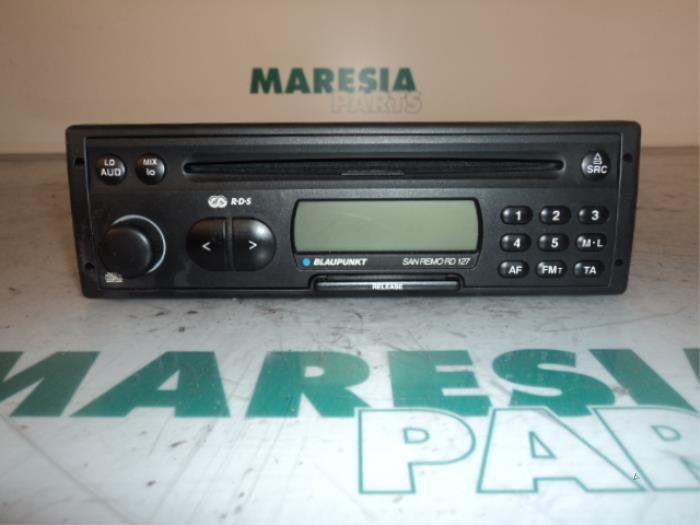 MARESIA
PARTS
LD
AUD
MIX
lo
SRC
R·D·S
< >
1 2 3
4 5 M·L
AF FMT TA
BLAUPUNKT SAN REMO RD 127
RELEASE
MARESIA
PARTS